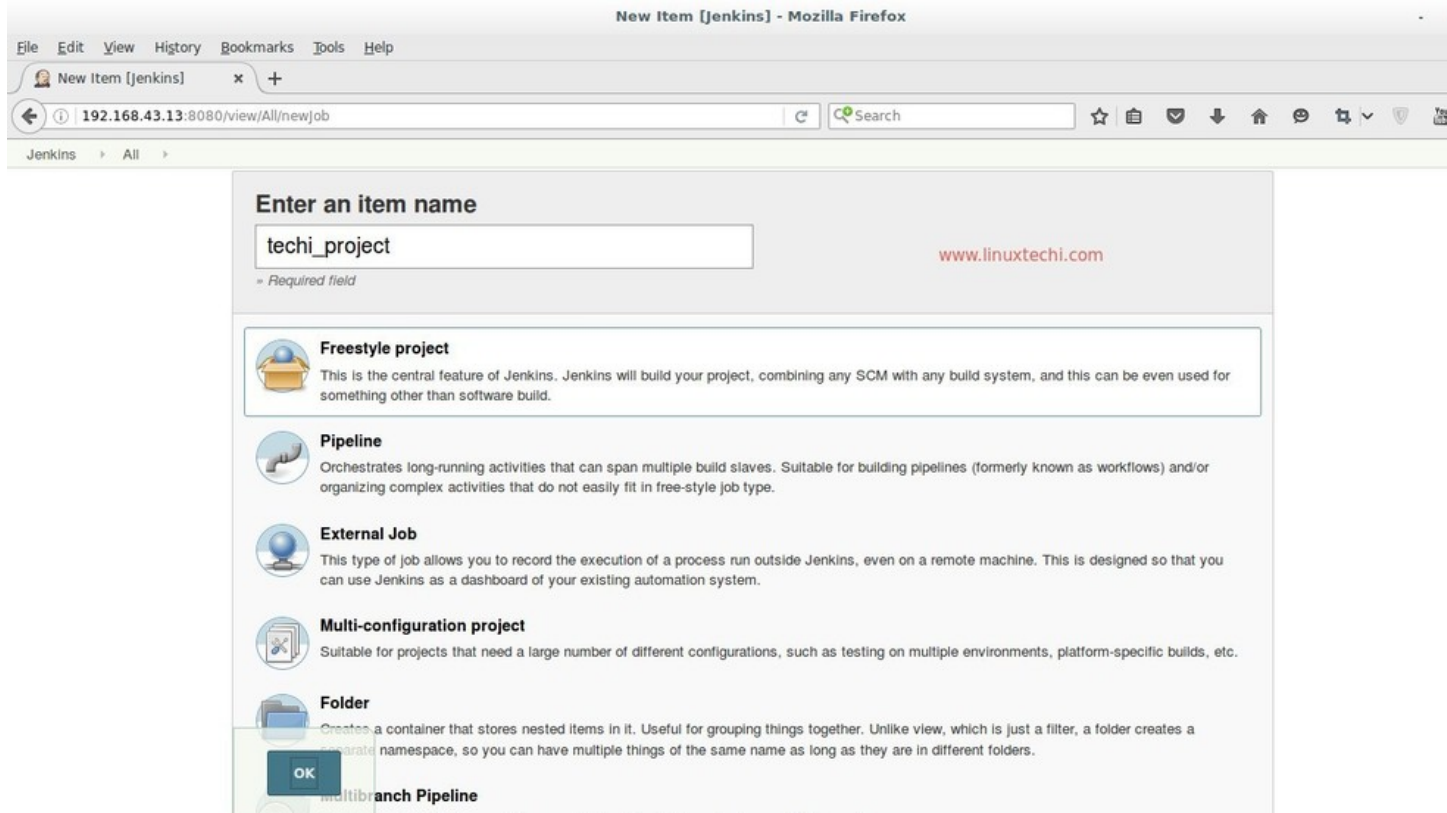 New Item [Jenkins] - Mozilla Firefox
File Edit View History Bookmarks Tools Help
New Item [Jenkins]
192.168.43.13:8080/view/All/newJob
Search
You
Jenkins All
Enter an item name
techi_project
www.linuxtechi.com
» Required field
Freestyle project
This is the central feature of Jenkins. Jenkins will build your project, combining any SCM with any build system, and this can be even used for
something other than software build.
Pipeline
Orchestrates long-running activities that can span multiple build slaves. Suitable for building pipelines (formerly known as workflows) and/or
organizing complex activities that do not easily fit in free-style job type.
External Job
This type of job allows you to record the execution of a process run outside Jenkins, even on a remote machine. This is designed so that you
can use Jenkins as a dashboard of your existing automation system.
Multi-configuration project
Suitable for projects that need a large number of different configurations, such as testing on multiple environments, platform-specific builds, etc.
Folder
Creates a container that stores nested items in it. Useful for grouping things together. Unlike view, which is just a filter, a folder creates a
separate namespace, so you can have multiple things of the same name as long as they are in different folders.
OK
Multibranch Pipeline